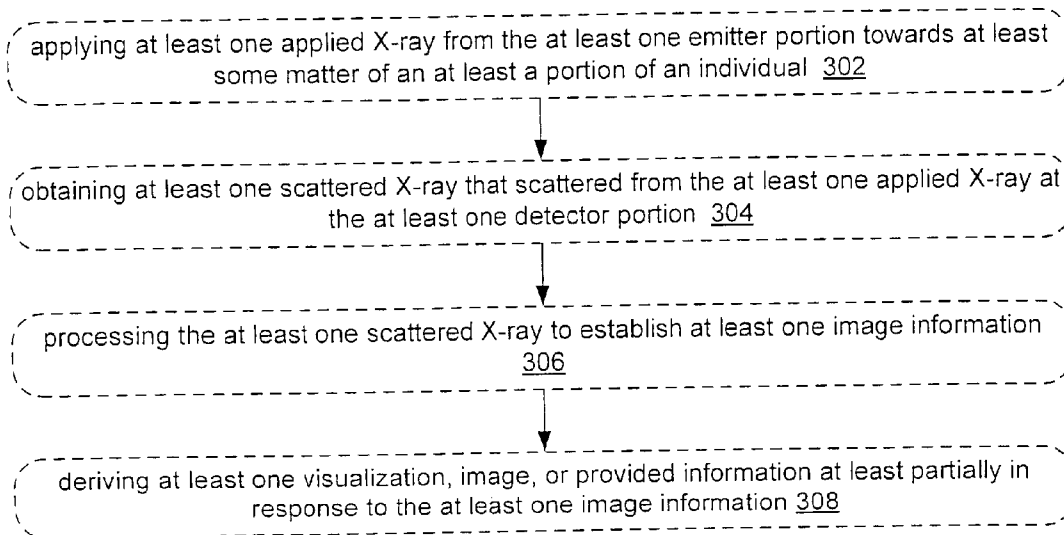 applying at least one applied X-ray from the at least one emitter portion towards at least
some matter of an at least a portion of an individual 302
obtaining at least one scattered X-ray that scattered from the at least one applied X-ray at
the at least one detector portion 304
processing the at least one scattered X-ray to establish at least one image information
306
deriving at least one visualization, image, or provided information at least partially in
response to the at least one image information 308